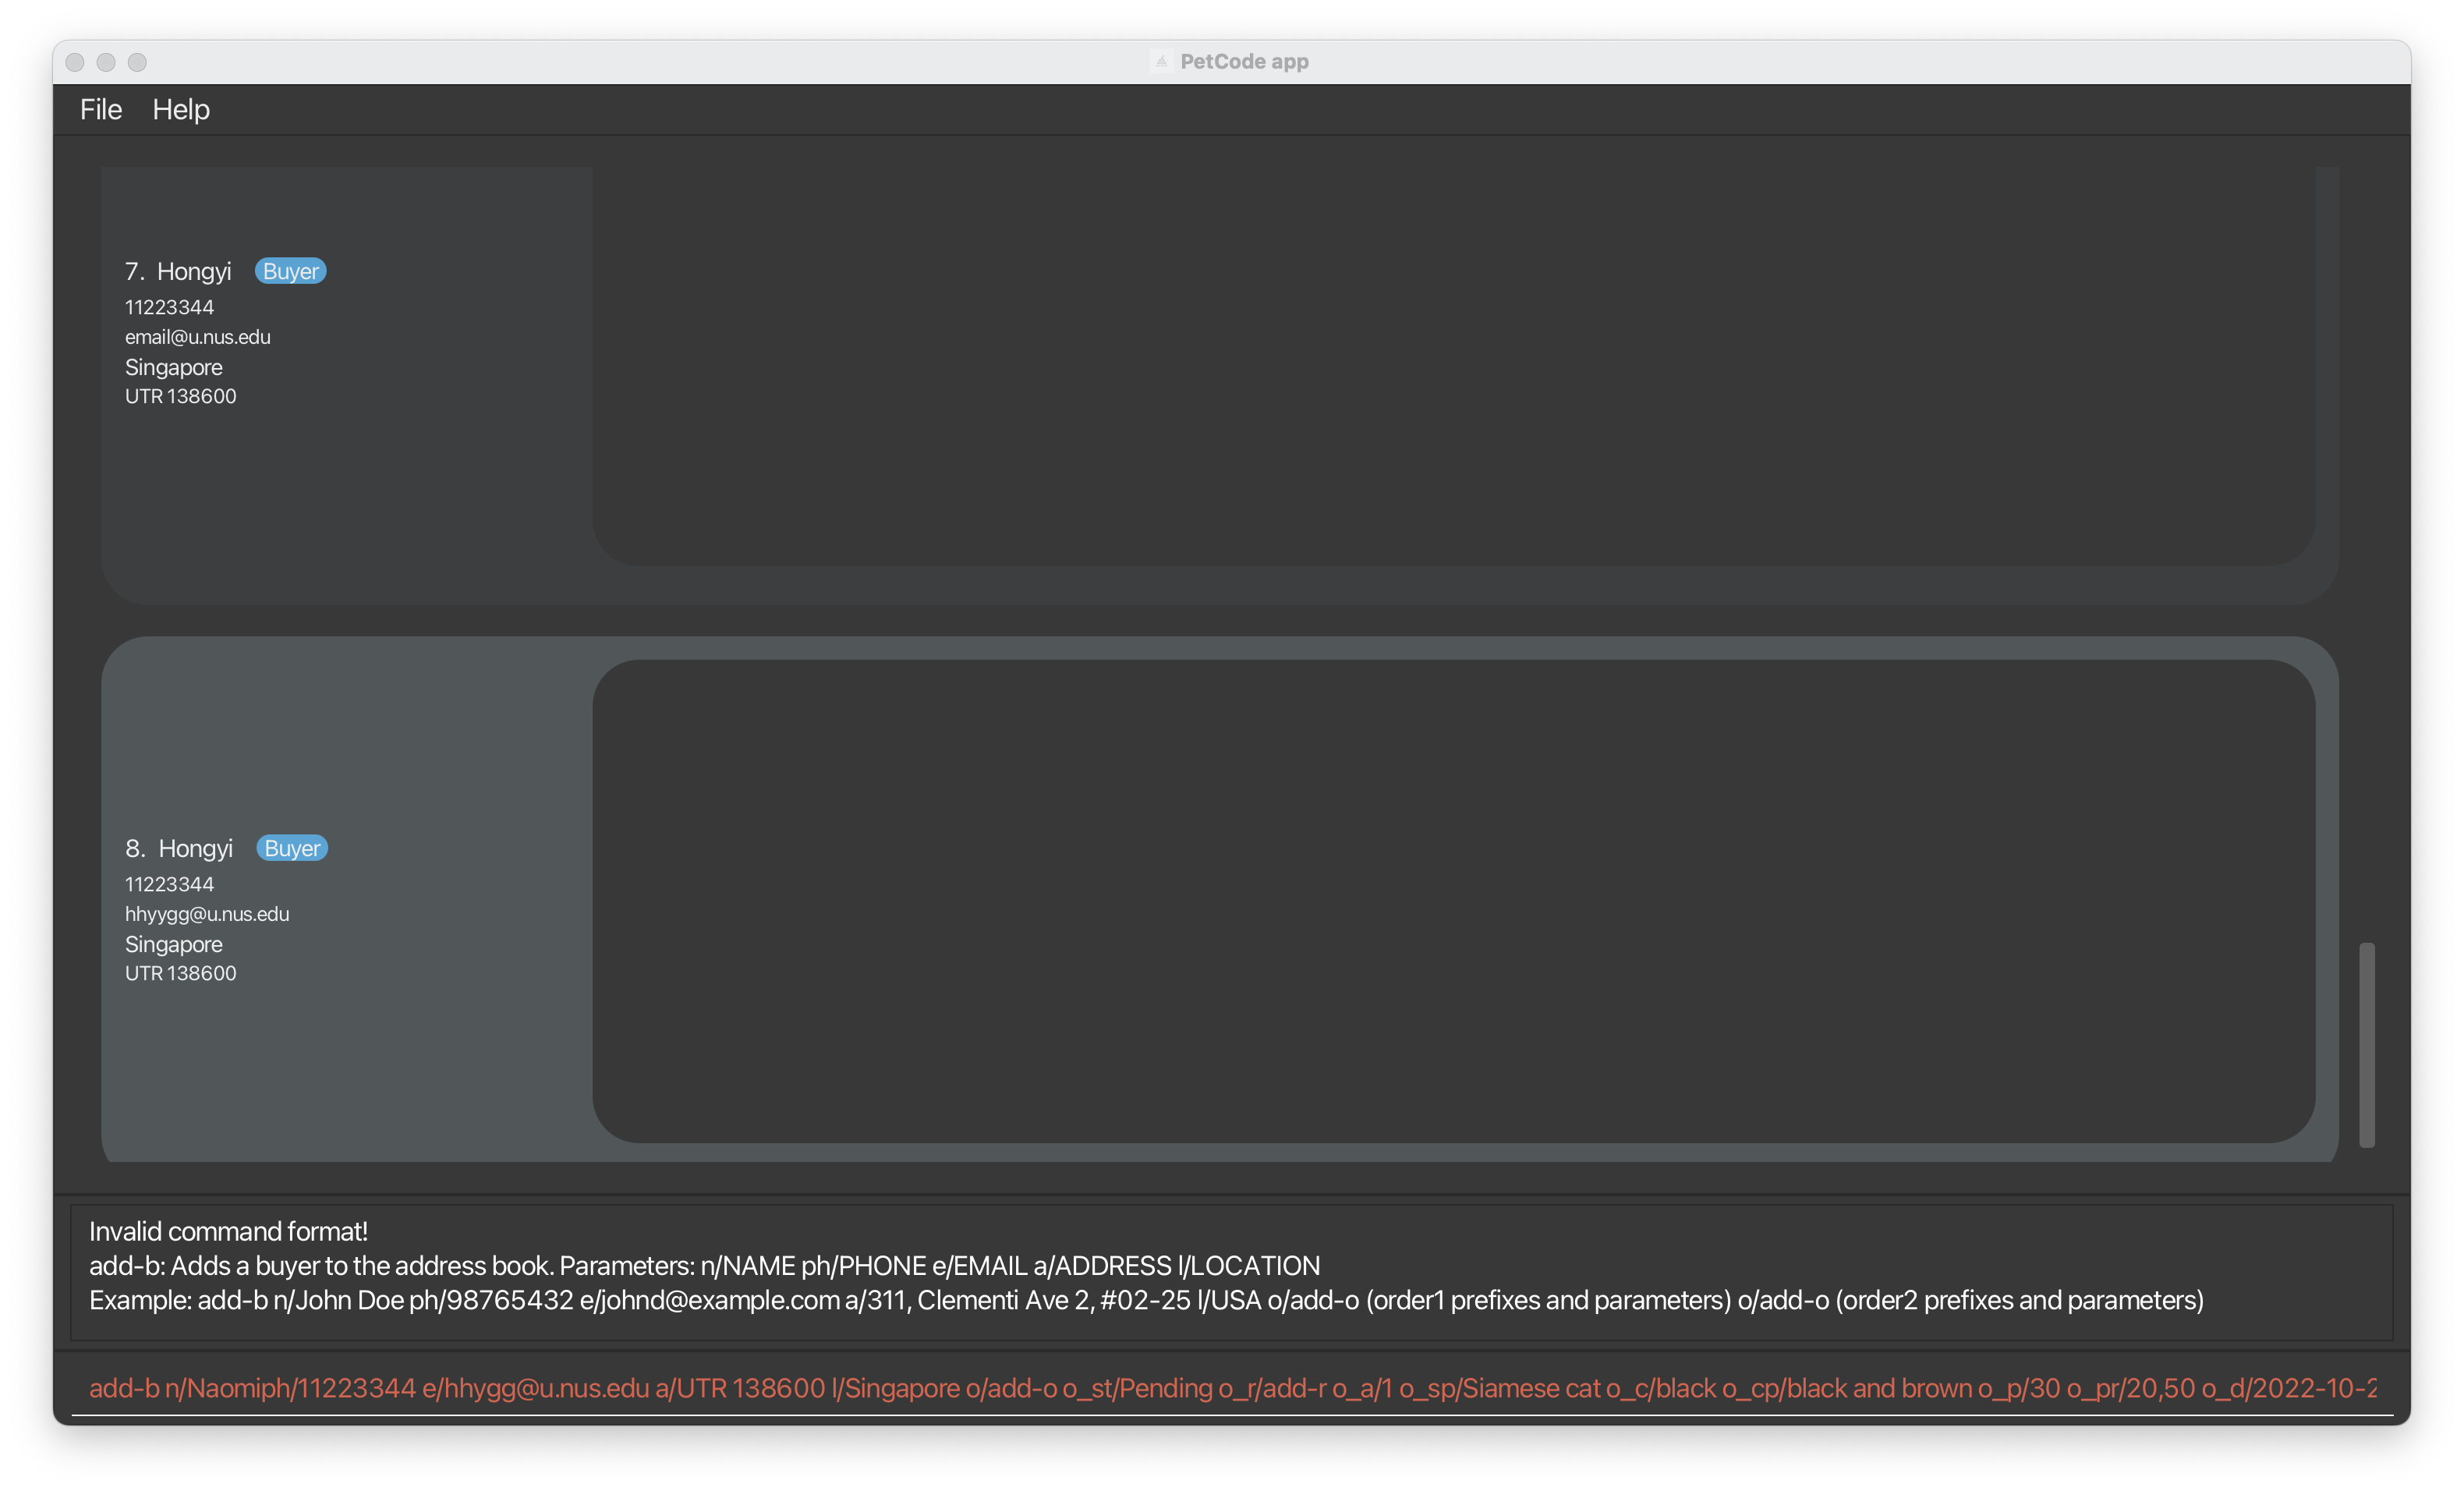 PetCode app
File Help
7. Hongyi Buyer
11223344
email@u.nus.edu
Singapore
UTR 138600
8. Hongyi Buyer
11223344
hhyygg@u.nus.edu
Singapore
UTR 138600
Invalid command format!
add-b: Adds a buyer to the address book. Parameters: n/NAME ph/PHONE e/EMAIL a/ADDRESS l/LOCATION
Example: add-b n/John Doe ph/98765432 e/johnd@example.com a/311, Clementi Ave 2, #02-25 l/USA o/add-o (order1 prefixes and parameters) o/add-o (order2 prefixes and parameters)
add-b n/Naomiph/11223344 e/hhygg@u.nus.edu a/UTR 138600 l/Singapore o/add-o o_st/Pending o_r/add-r o_a/1 o_sp/Siamese cat o_c/black o_cp/black and brown o_p/30 o_pr/20,50 o_d/2022-10-2